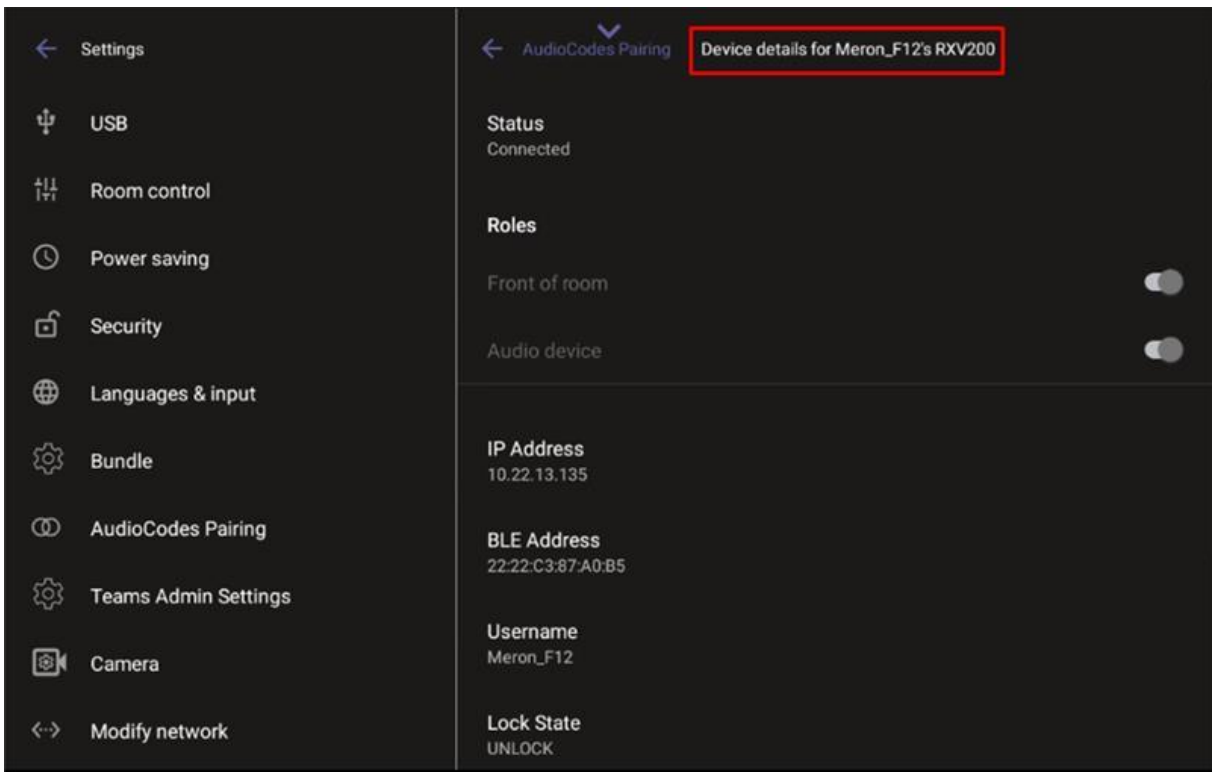 Settings
USB
Room control
Power saving
Security
Languages & input
Bundle
AudioCodes Pairing
Teams Admin Settings
Camera
Modify network
AudioCodes Pairing
Device details for Meron_F12's RXV200
Status
Connected
Roles
Front of room
Audio device
IP Address
10.22.13.135
BLE Address
22:22:C3:87:A0:B5
Username
Meron_F12
Lock State
UNLOCK